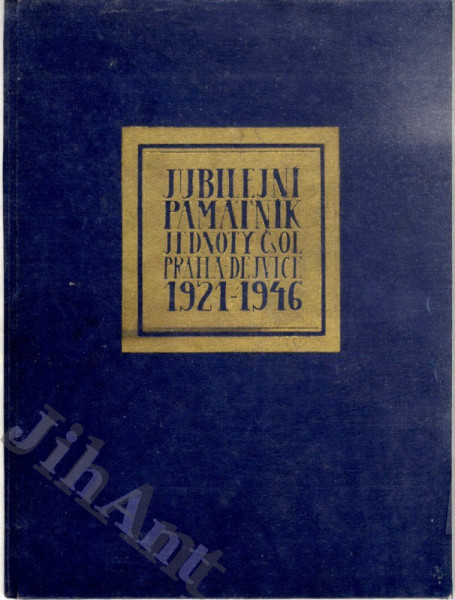 JUBILEJNÍ
PAMÁTNÍK
JEDNOTY ČsOL
PRAHA DEJVICE
1921-1946
JihAnt